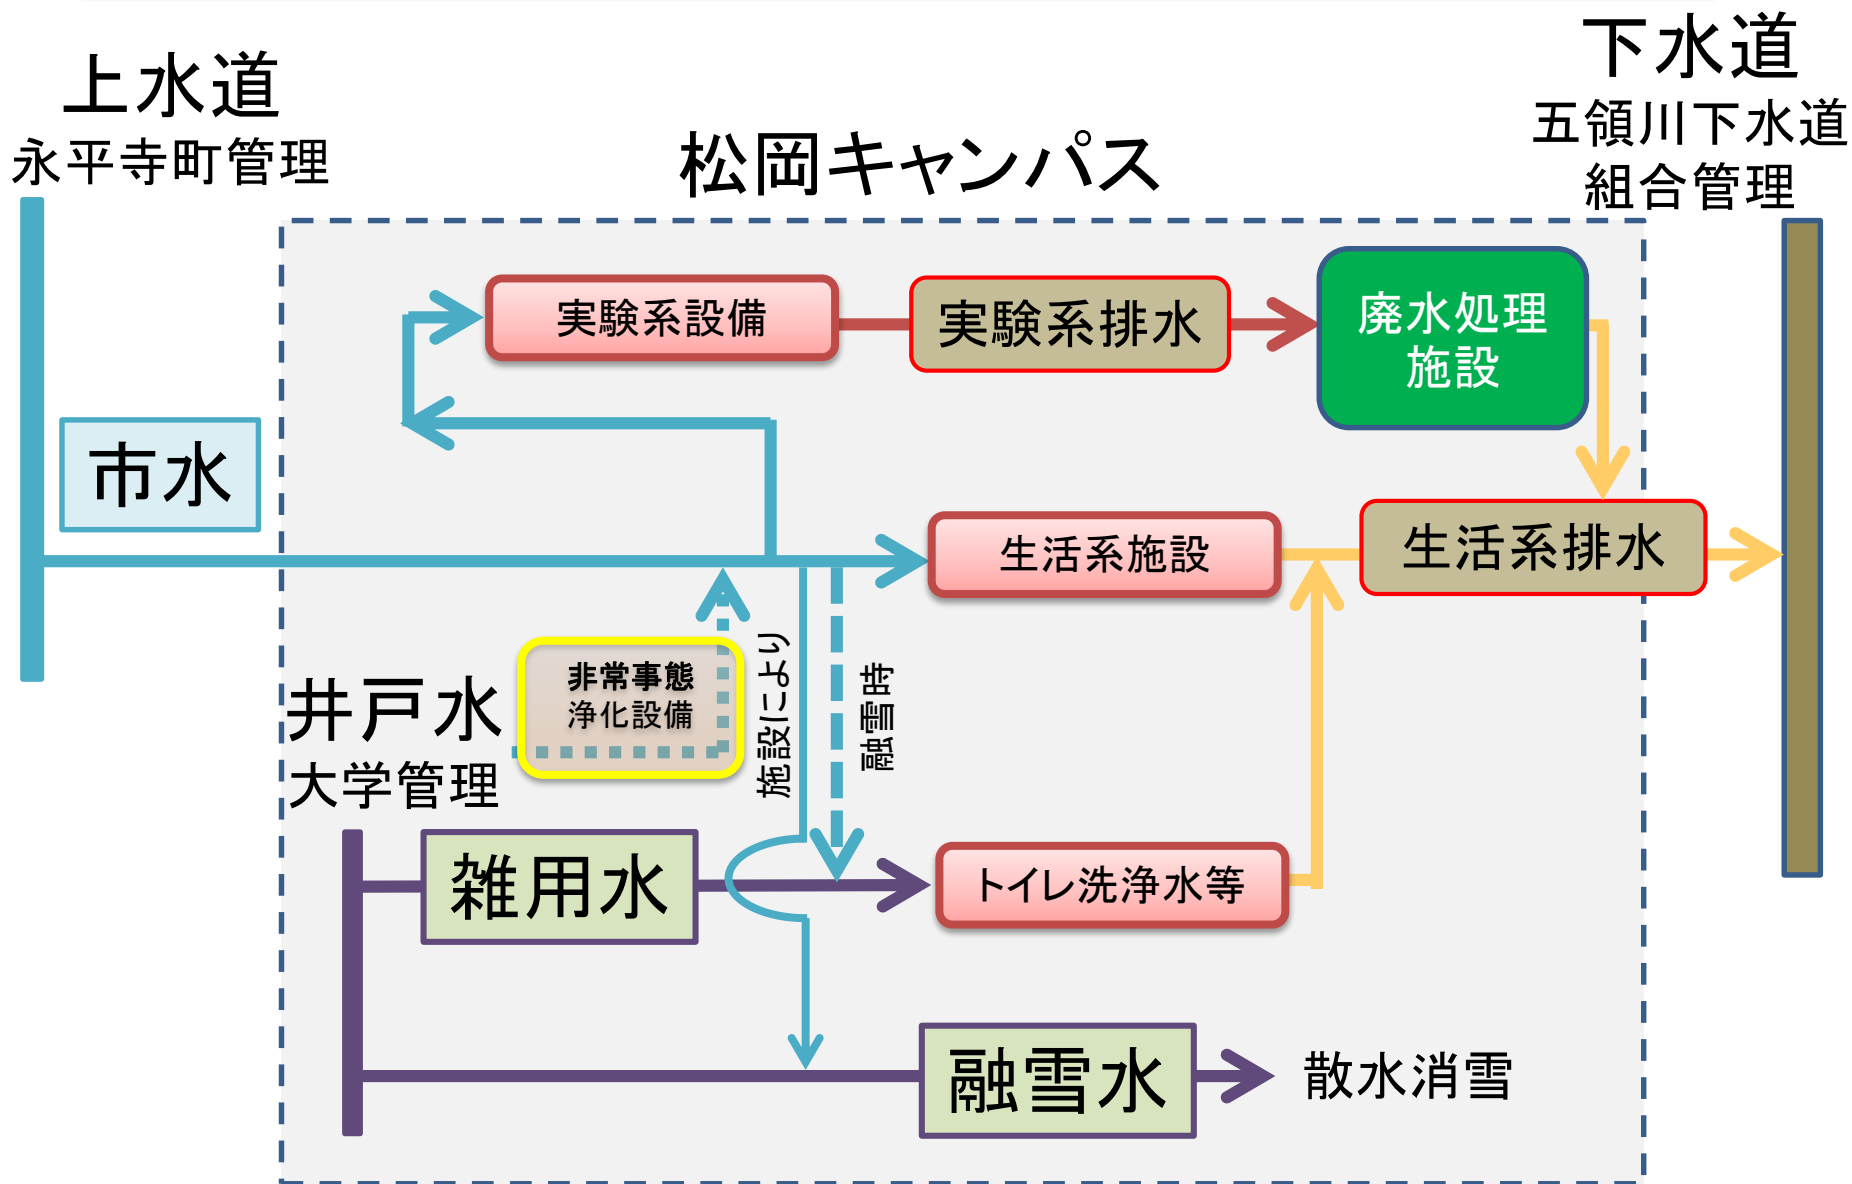 上水道
永平寺町管理
下水道
五領川下水道
組合管理
松岡キャンパス
実験系設備
実験系排水
廃水処理
施設
市水
生活系施設
生活系排水
井戸水
大学管理
非常事態
浄化設備
施設により
融雪時
雑用水
トイレ洗浄水等
融雪水
散水消雪